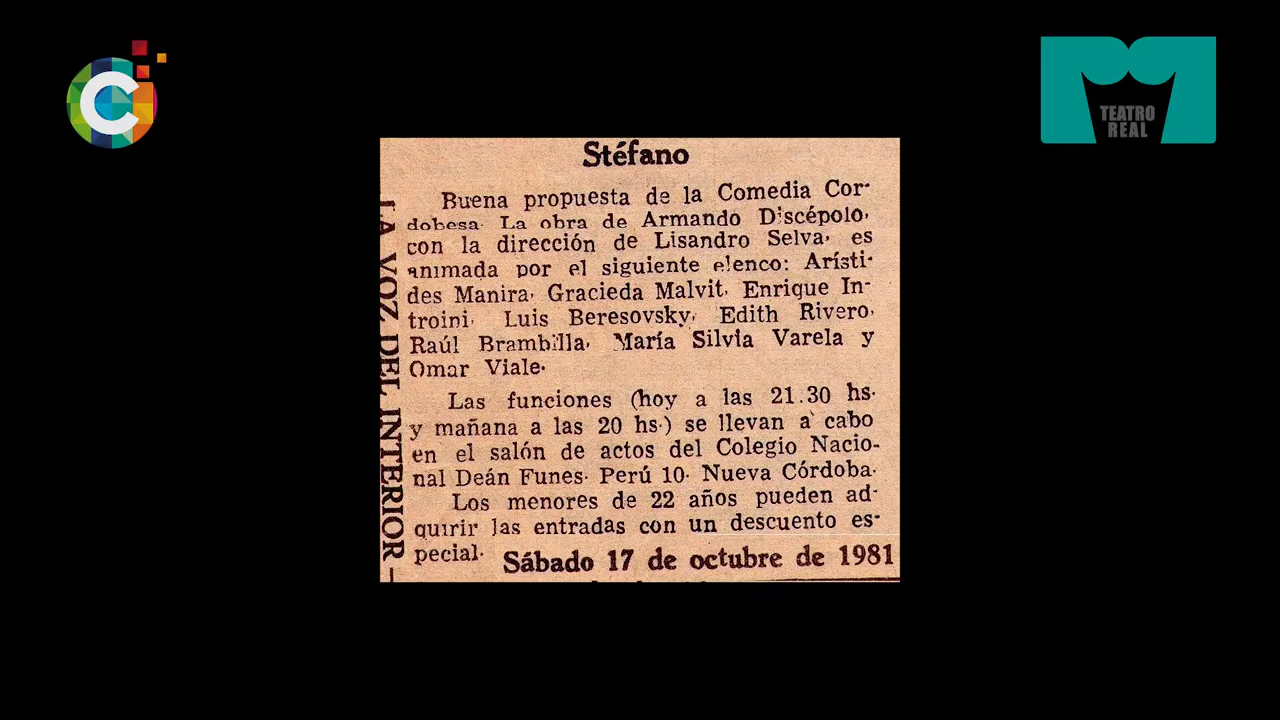 C
TEATRO
REAL
Stéfano
Buena propuesta de la Comedia Cor-
dobesa. La obra de Armando Discépolo,
con la dirección de Lisandro Selva, es
animada por el siguiente elenco: Arísti-
des Manira, Gracieda Malvit, Enrique In-
troini, Luis Beresovsky, Edith Rivero,
Raúl Brambilla, María Silvia Varela y
Omar Viale.
Las funciones (hoy a las 21.30 hs.
y mañana a las 20 hs.) se llevan a cabo
en el salón de actos del Colegio Nacio-
nal Deán Funes. Perú 10. Nueva Córdoba.
Los menores de 22 años pueden ad-
quirir las entradas con un descuento es-
pecial.
Sábado 17 de octubre de 1981
LA VOZ DEL INTERIOR -